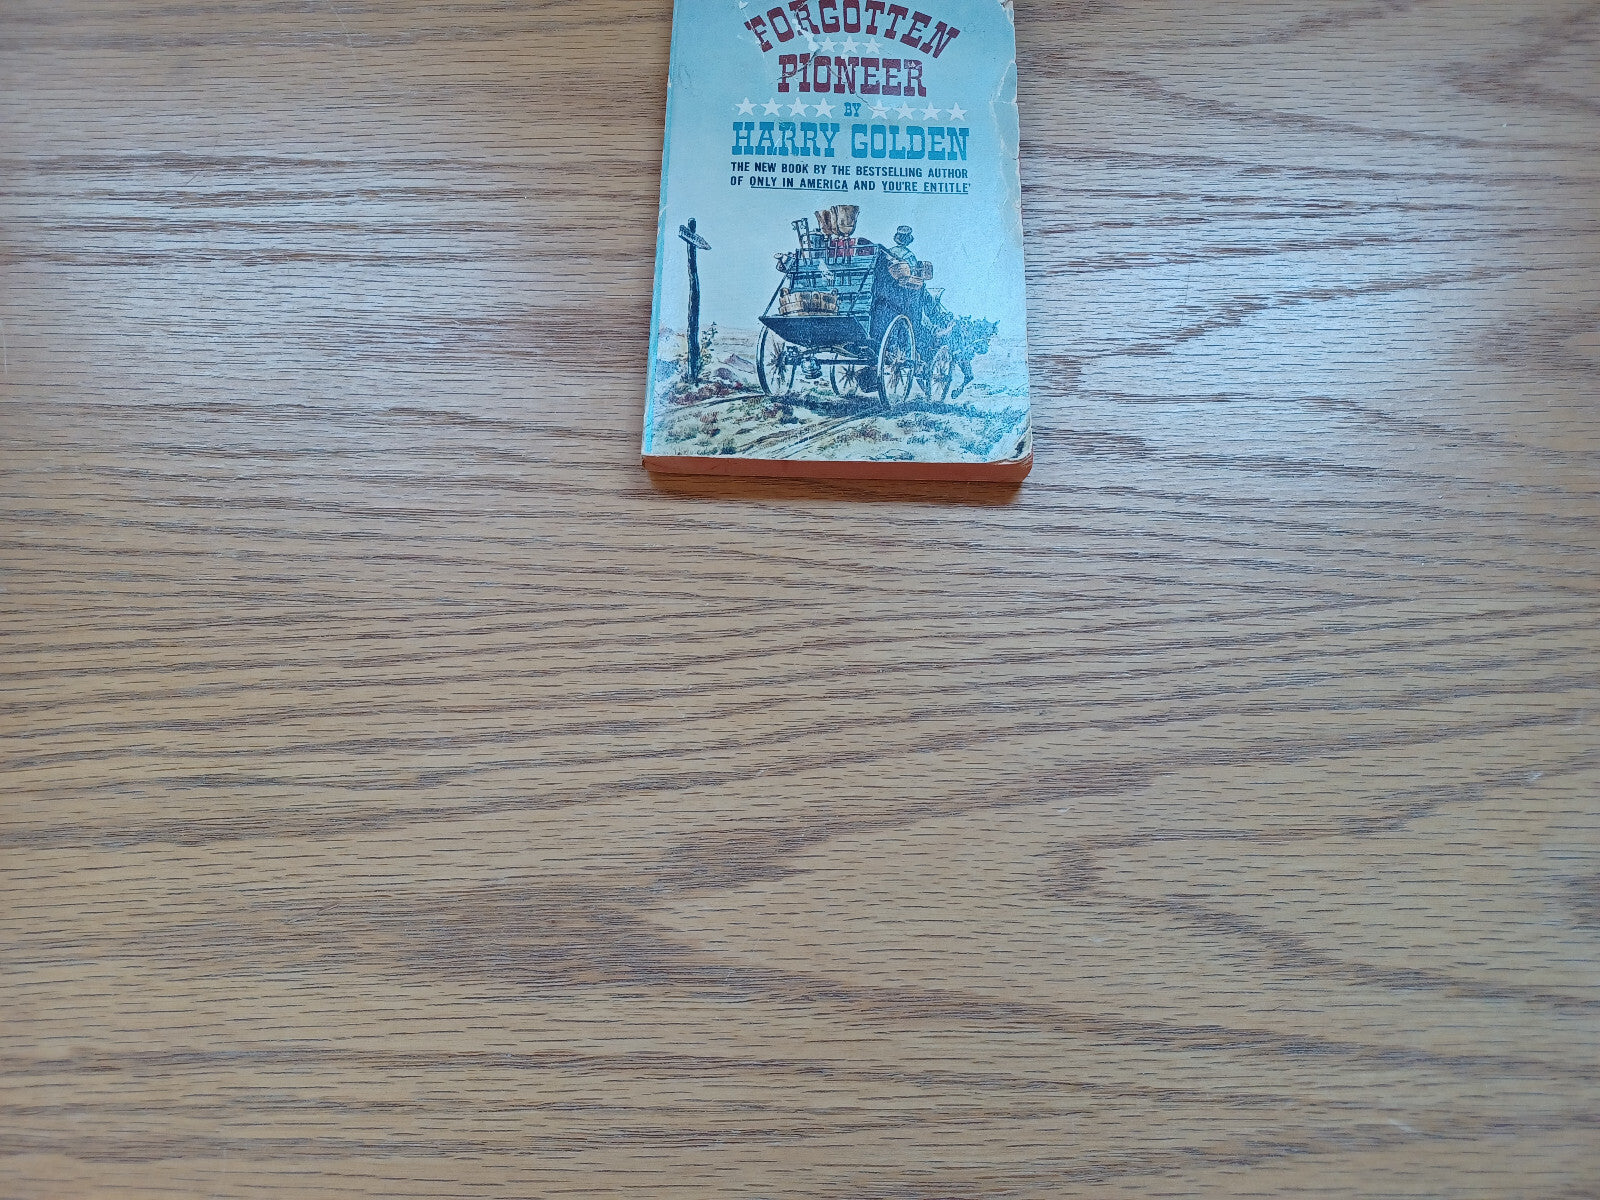 FORGOTTEN
PIONEER
BY
HARRY GOLDEN
THE NEW BOOK BY THE BESTSELLING AUTHOR
OF ONLY IN AMERICA AND YOU'RE ENTITLE'